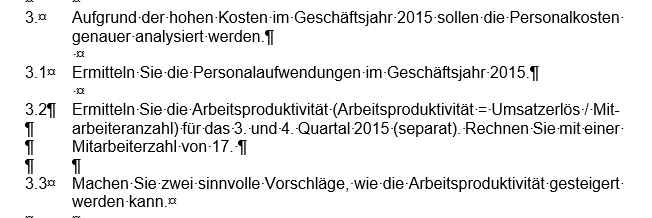 3. Aufgrund der hohen Kosten im Geschäftsjahr 2015 sollen die Personalkosten
genauer analysiert werden.¶
3.1 Ermitteln Sie die Personalaufwendungen im Geschäftsjahr 2015.¶
3.2¶ Ermitteln Sie die Arbeitsproduktivität (Arbeitsproduktivität = Umsatzerlös / Mit-
¶ arbeiteranzahl) für das 3. und 4. Quartal 2015 (separat). Rechnen Sie mit einer
¶ Mitarbeiterzahl von 17. ¶
¶ ¶
3.3 Machen Sie zwei sinnvolle Vorschläge, wie die Arbeitsproduktivität gesteigert
werden kann.